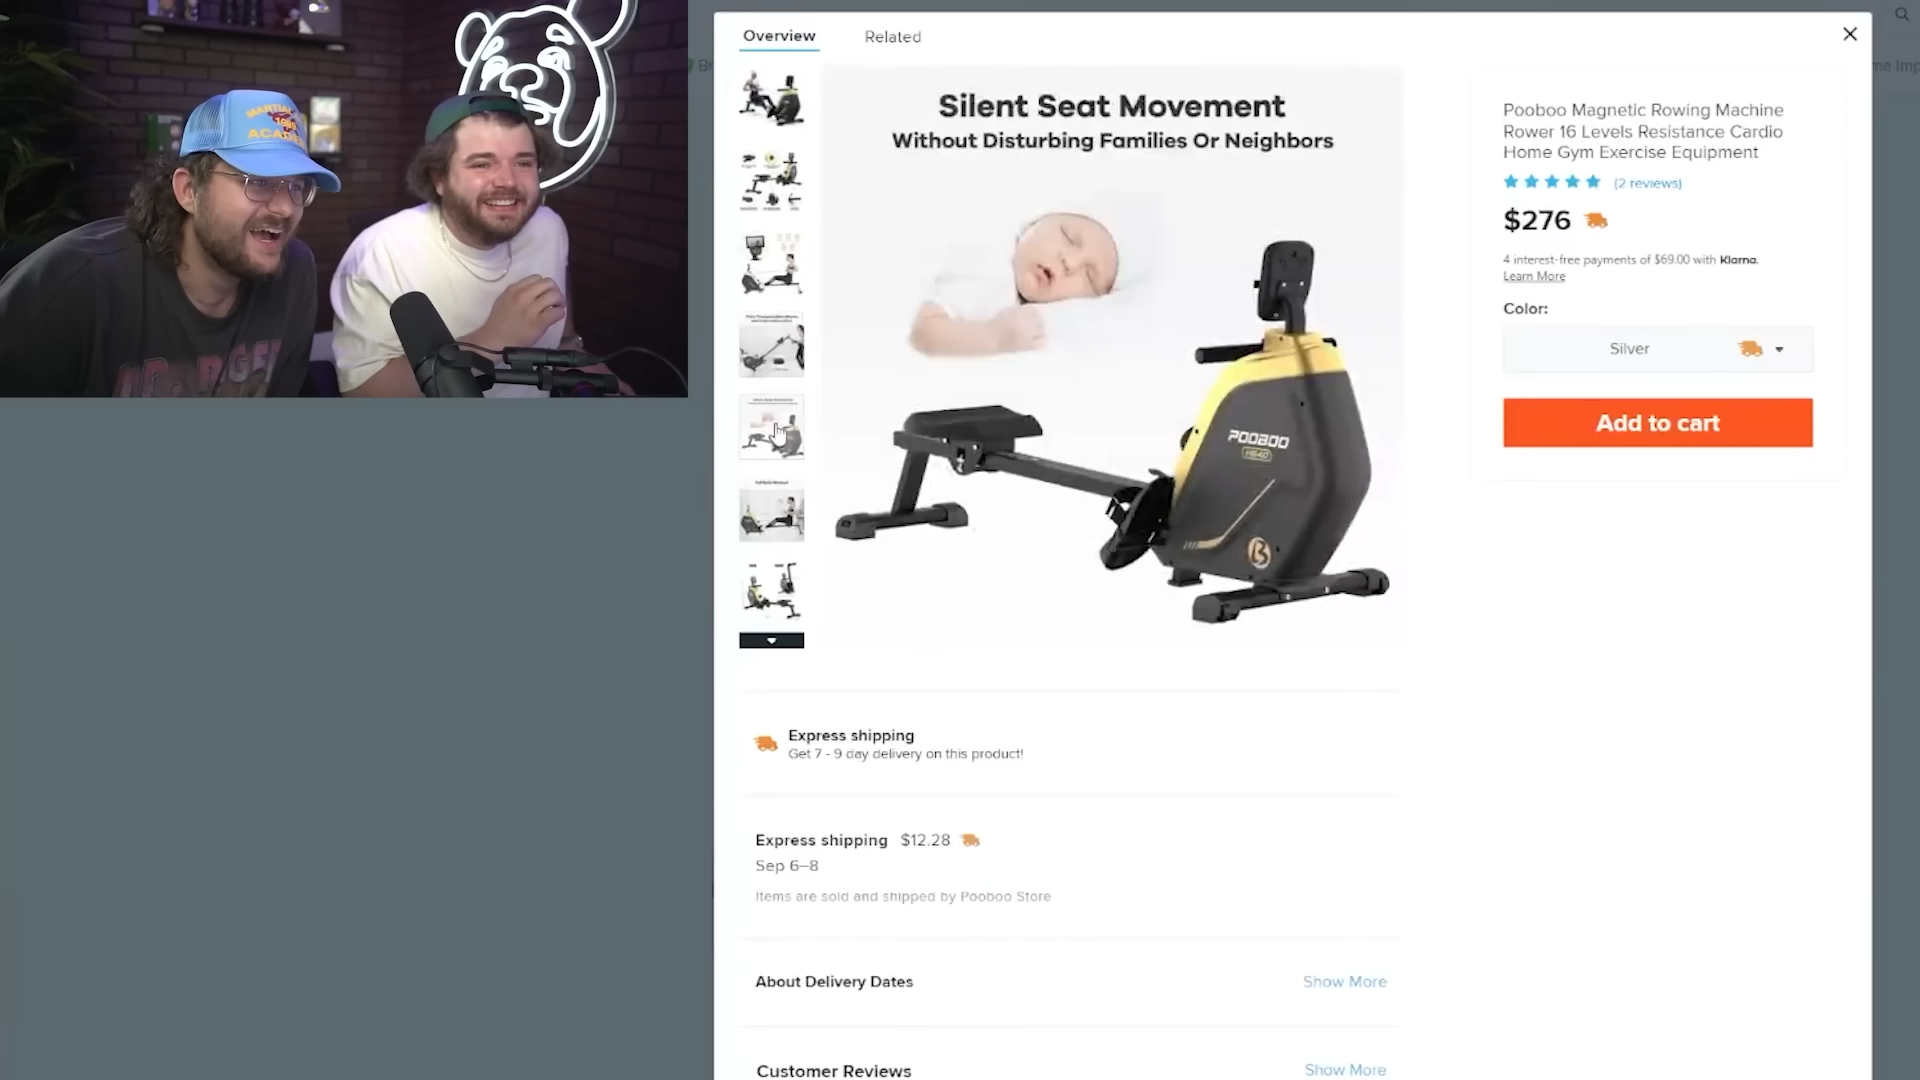 MARTIAL
1989
ACADEMY
Overview
Related
Silent Seat Movement
Without Disturbing Families Or Neighbors
POOBOO
Pooboo Magnetic Rowing Machine
Rower 16 Levels Resistance Cardio
Home Gym Exercise Equipment
(2 reviews)
$276
4 interest-free payments of $69.00 with Klarna.
Learn More
Color:
Silver
Add to cart
Express shipping
Get 7 - 9 day delivery on this product!
Express shipping $12.28
Sep 6–8
Items are sold and shipped by Pooboo Store
About Delivery Dates
Show More
Customer Reviews
Show More